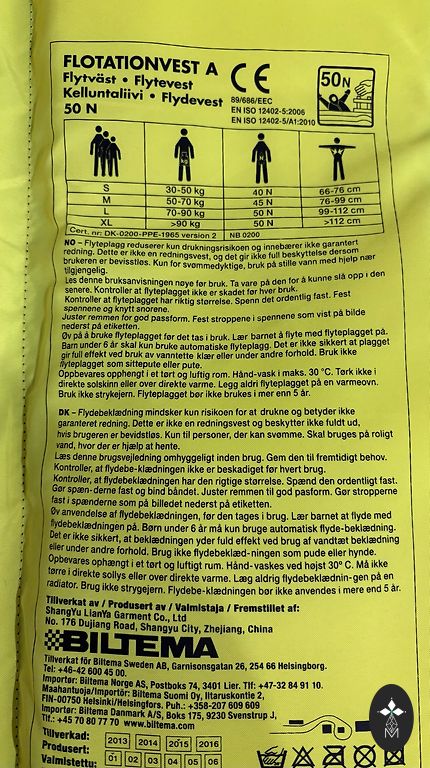 FLOTATIONVEST A
Flytväst • Flytevest
Kelluntaliivi • Flydevest
50 N
CE
89/686/EEC
EN ISO 12402-5:2006
EN ISO 12402-5/A1:2010
50N
S 30-50 kg 40 N 66-76 cm
M 50-70 kg 45 N 76-99 cm
L 70-90 kg 50 N 99-112 cm
XL >90 kg 50 N >112 cm
Cert. nr: DK-0200-PPE-1965 version 2 NB 0200
NO – Flyteplagg reduserer kun drukningsrisikoen og innebærer ikke garantert
redning. Dette er ikke en redningsvest, og det gir ikke full beskyttelse dersom
brukeren er bevisstløs. Kun for svømmedyktige, bruk på stille vann med hjelp nær
tilgjengelig.
Les denne bruksanvisningen nøye før bruk. Ta vare på den for å kunne slå opp i den
senere. Kontroller at flyteplagget ikke er skadet før hver bruk.
Kontroller at flyteplagget har riktig størrelse. Spenn det ordentlig fast. Fest
spennene og knytt snorene.
Juster remmen for god passform. Fest stroppene i spennene som vist på bilde
nederst på etiketten.
Øv på å bruke flyteplagget før det tas i bruk. Lær barnet å flyte med flyteplagget på.
Barn under 6 år skal kun bruke automatiske flyteplagg. Det er ikke sikkert at plagget
gir full effekt ved bruk av vanntette klær eller under andre forhold. Bruk ikke
flyteplagget som sittepute eller pute.
Oppbevares opphengt i et tørt og luftig rom. Hånd-vask i maks. 30 °C. Tørk ikke i
direkte solskinn eller over direkte varme. Legg aldri flyteplagget på en varmeovn.
Bruk ikke strykejern. Flyteplagget bør ikke brukes i mer enn 5 år.
DK – Flydebeklædning mindsker kun risikoen for at drukne og betyder ikke
garanteret redning. Dette er ikke en redningsvest og beskytter ikke fuldt ud,
hvis brugeren er bevidstløs. Kun til personer, der kan svømme. Skal bruges på roligt
vand, hvor der er hjælp at hente.
Læs denne brugsvejledning omhyggeligt inden brug. Gem den til fremtidigt behov.
Kontroller, at flydebe-klædningen ikke er beskadiget før hvert brug.
Kontroller, at flydebeklædningen har den rigtige størrelse. Spænd den ordentligt fast.
Gør spæn-derne fast og bind båndet. Juster remmen til god pasform. Gør stropperne
fast i spænderne som på billedet nederst på etiketten.
Øv anvendelse af flydebeklædningen, før den tages i brug. Lær barnet at flyde med
flydebeklædningen på. Børn under 6 år må kun bruge automatisk flyde-beklædning.
Det er ikke sikkert, at beklædningen yder fuld effekt ved brug af vandtæt beklædning
eller under andre forhold. Brug ikke flydebeklæd-ningen som pude eller hynde.
Opbevares ophængt i et tørt og luftigt rum. Hånd-vaskes ved højst 30° C. Må ikke
tørre i direkte sollys eller over direkte varme. Læg aldrig flydebeklædnin-gen på en
radiator. Brug ikke strygejern. Flydebe-klædningen bør ikke anvendes i mere end 5 år.
Tillverkat av / Produsert av / Valmistaja / Fremstillet af:
ShangYu LianYa Garment Co., Ltd
No. 176 Dujiang Road, Shangyu City, Zhejiang, China
BILTEMA
Tillverkat för Biltema Sweden AB, Garnisonsgatan 26, 254 66 Helsingborg.
Tel: +46-42 600 45 00.
Importør: Biltema Norge AS, Postboks 74, 3401 Lier. Tlf: +47-32 84 91 10.
Maahantuoja/Importör: Biltema Suomi Oy, Iltaruskontie 2,
FIN-00750 Helsinki/Helsingfors. Puh.: +358-207 609 609
Importør: Biltema Danmark A/S, Boks 175, 9230 Svenstrup J,
Tlf.: +45 70 80 77 70 www.biltema.com
Tillverkad: 2013 2014 2015 2016
Produsert:
Valmistettu: 01 02 03 04 05 06
M